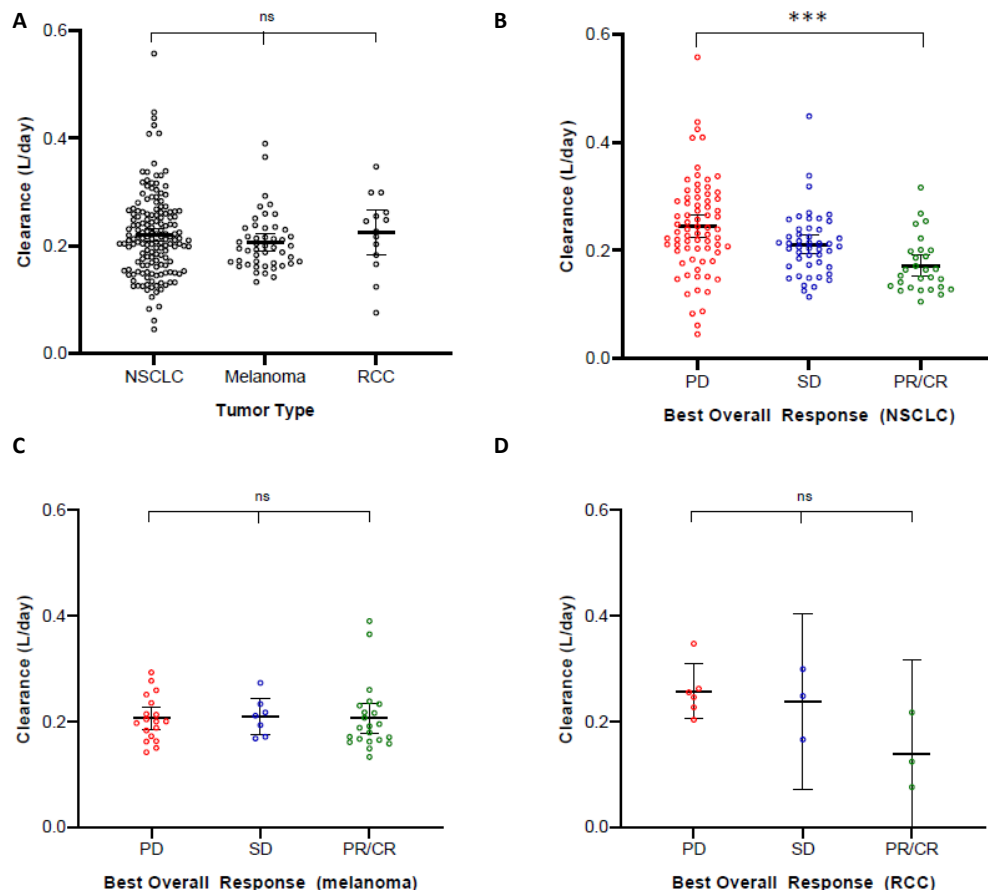 A
ns
0.6
0.4
0.2
0.0
Clearance (L/day)
NSCLC Melanoma RCC
Tumor Type
B
***
0.6
0.4
0.2
0.0
Clearance (L/day)
PD SD PR/CR
Best Overall Response (NSCLC)
C
ns
0.6
0.4
0.2
0.0
Clearance (L/day)
PD SD PR/CR
Best Overall Response (melanoma)
D
ns
0.6
0.4
0.2
0.0
Clearance (L/day)
PD SD PR/CR
Best Overall Response (RCC)